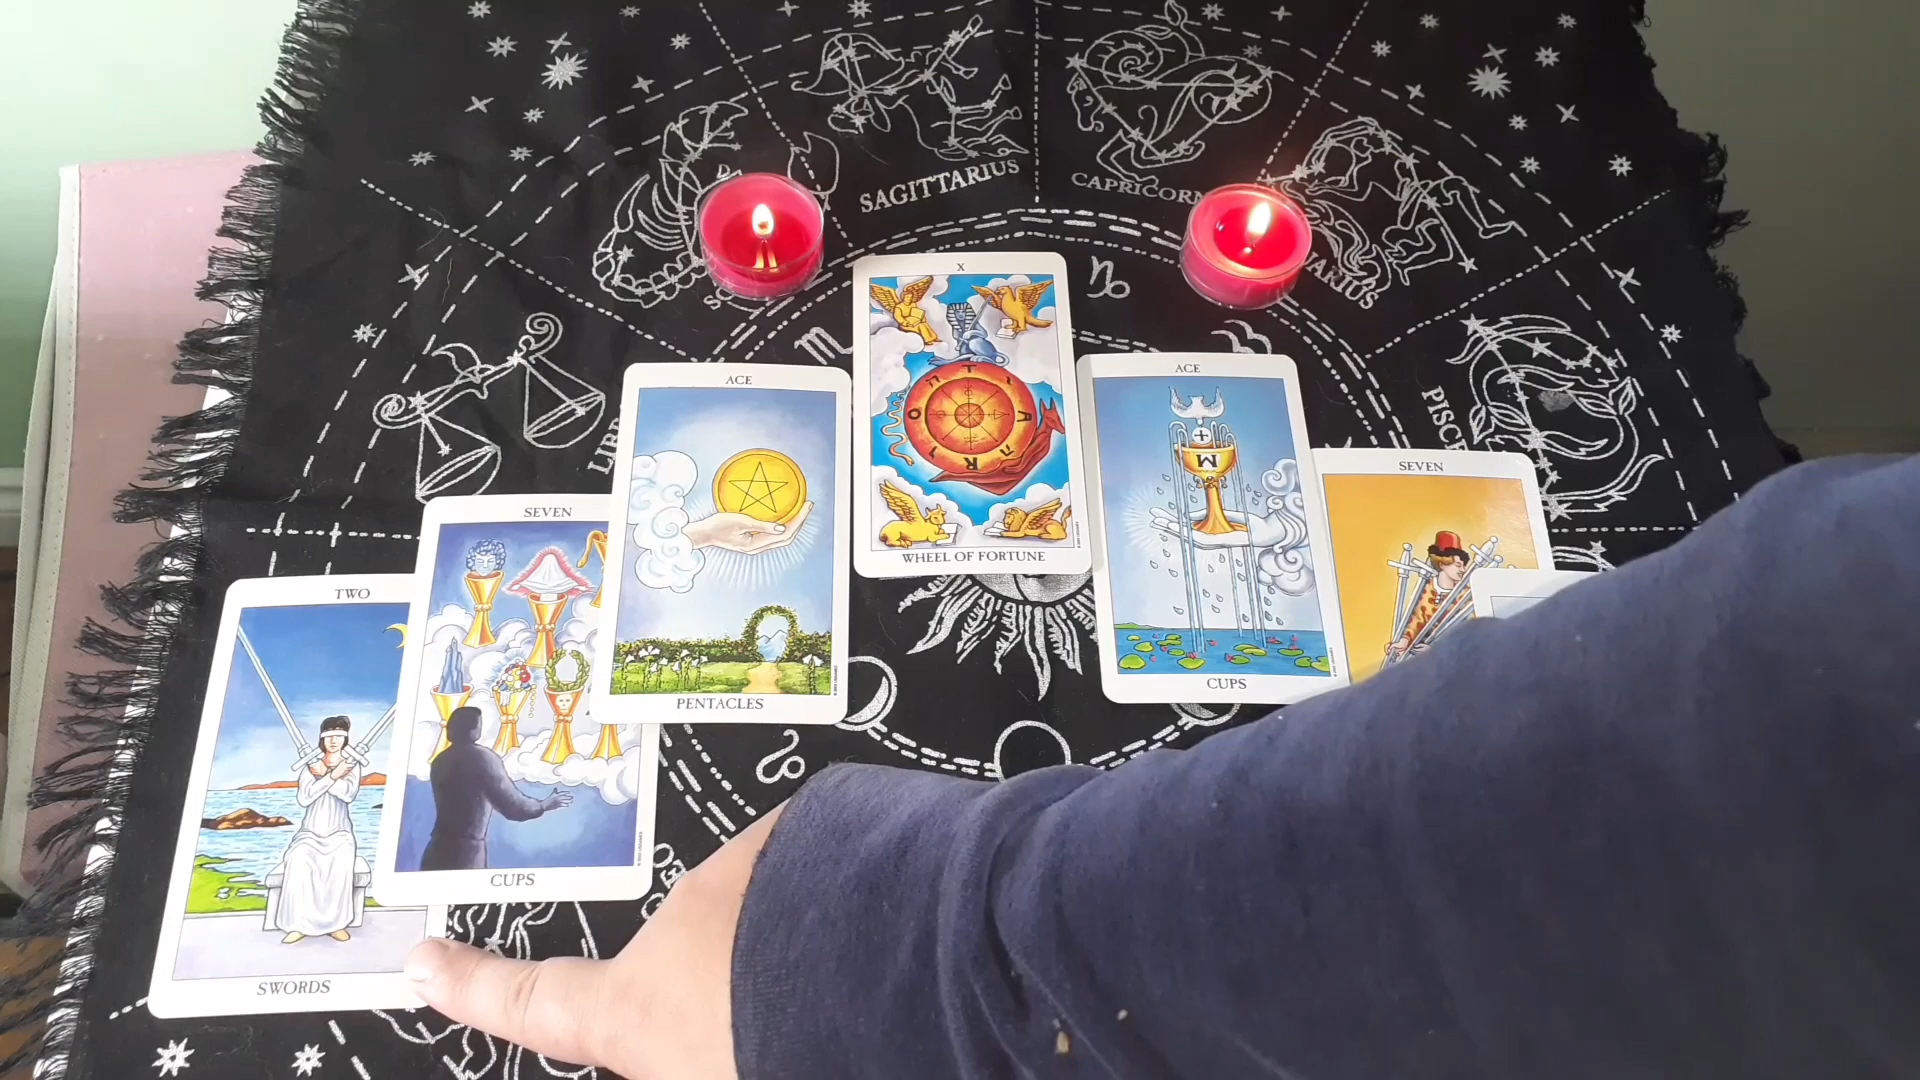 SAGITTARIUS
CAPRICORN
X
WHEEL OF FORTUNE
ACE
PENTACLES
ACE
CUPS
SEVEN
SEVEN
CUPS
TWO
SWORDS